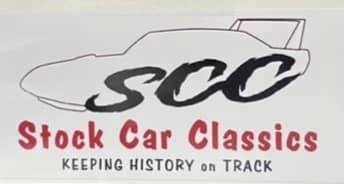 SCC
Stock Car Classics
KEEPING HISTORY on TRACK